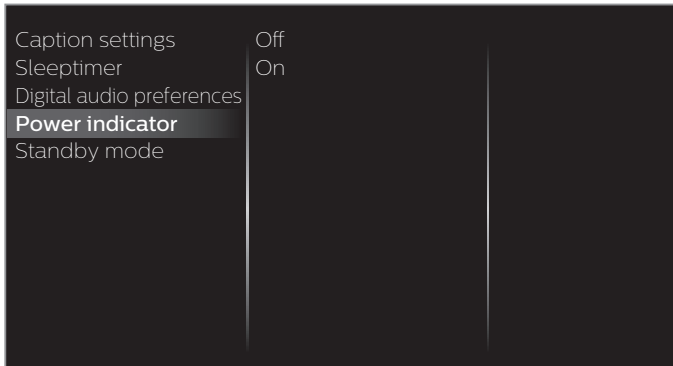 Caption settings
Sleeptimer
Digital audio preferences
Power indicator
Standby mode
Off
On